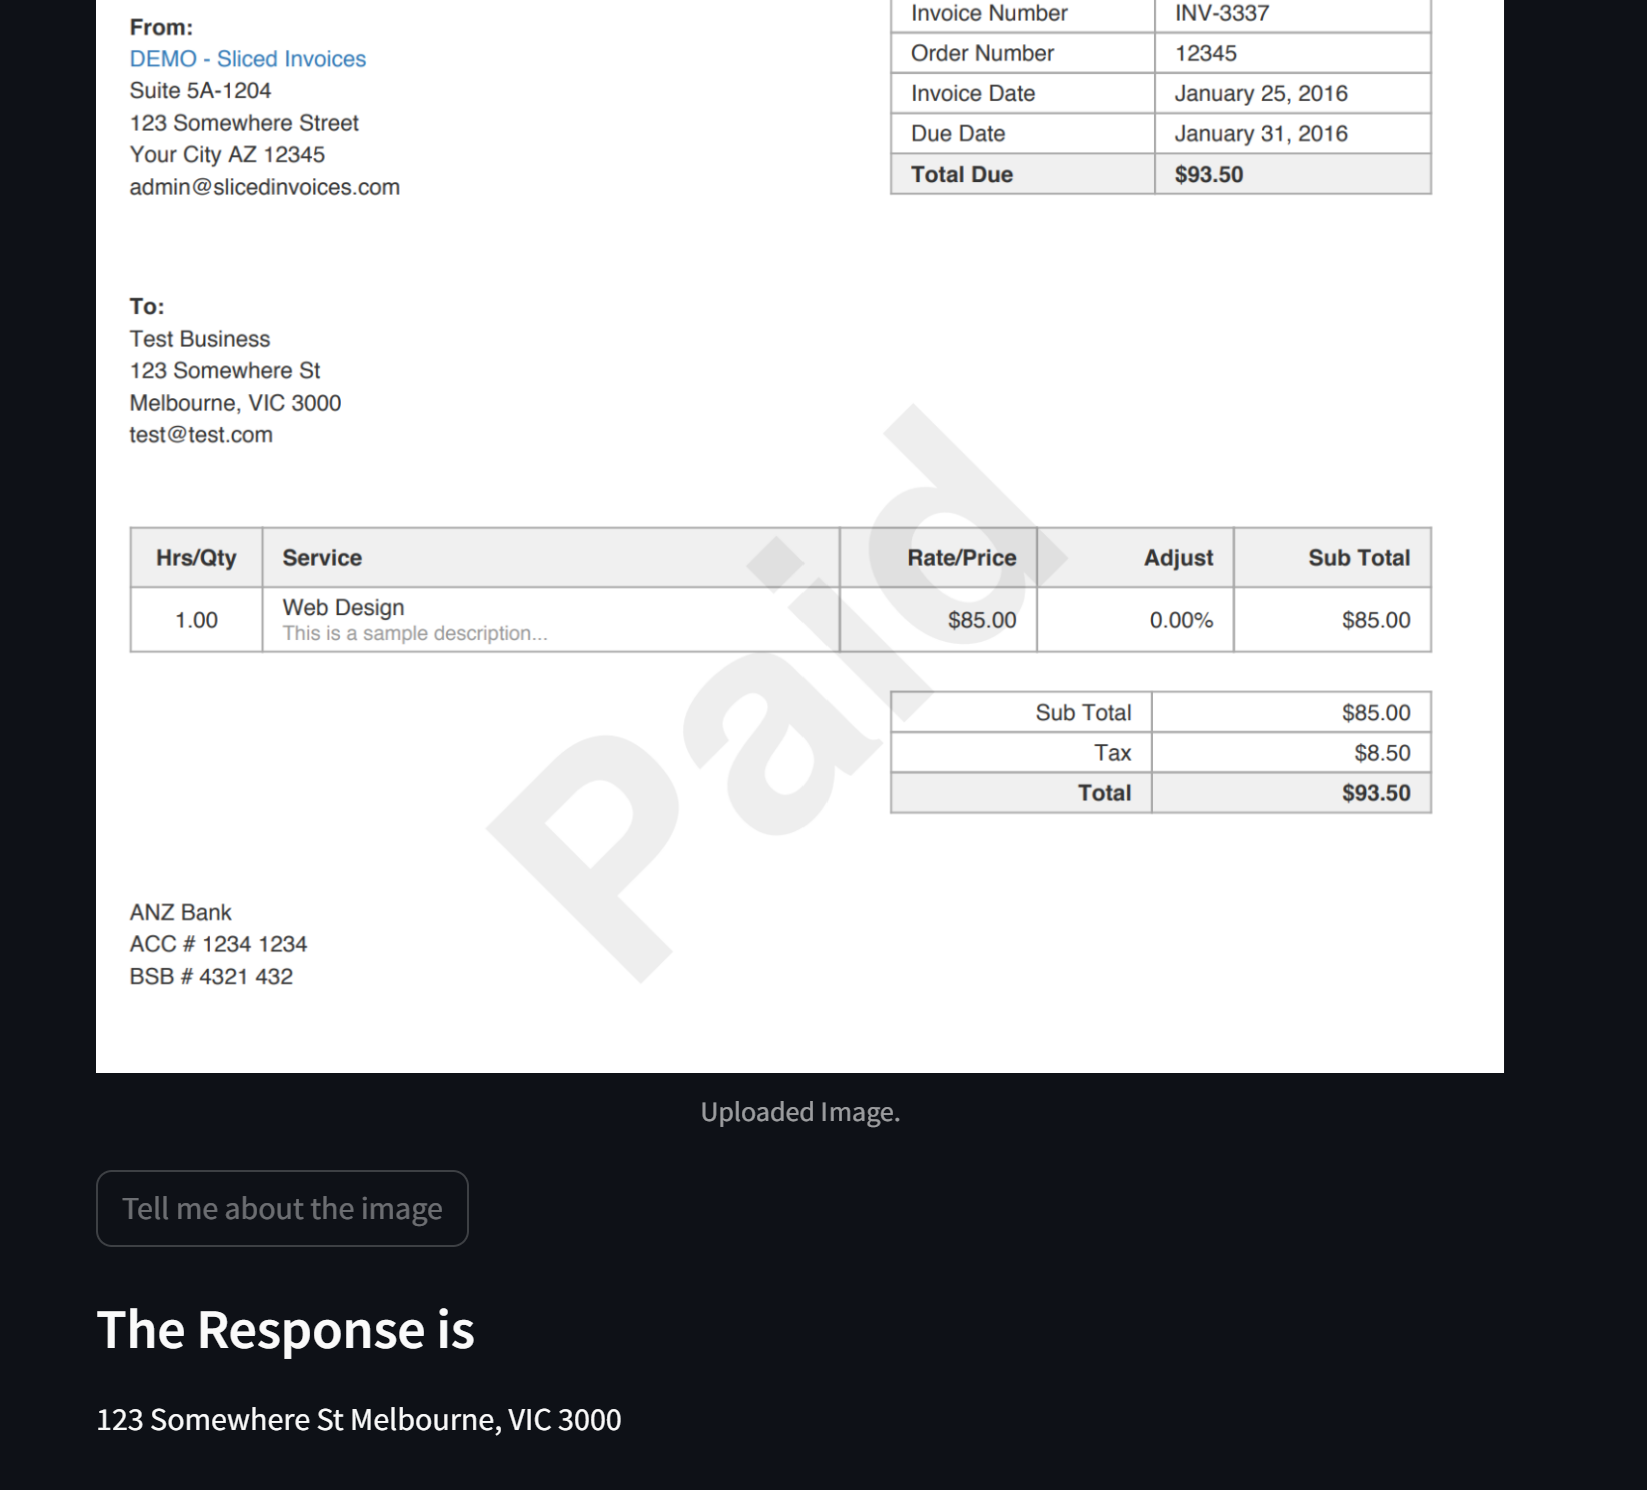 From:
DEMO - Sliced Invoices
Suite 5A-1204
123 Somewhere Street
Your City AZ 12345
admin@slicedinvoices.com
Invoice Number INV-3337
Order Number 12345
Invoice Date January 25, 2016
Due Date January 31, 2016
Total Due $93.50
To:
Test Business
123 Somewhere St
Melbourne, VIC 3000
test@test.com
Paid
Hrs/Qty Service Rate/Price Adjust Sub Total
1.00 Web Design $85.00 0.00% $85.00
This is a sample description...
Sub Total $85.00
Tax $8.50
Total $93.50
ANZ Bank
ACC # 1234 1234
BSB # 4321 432
Uploaded Image.
Tell me about the image
The Response is
123 Somewhere St Melbourne, VIC 3000